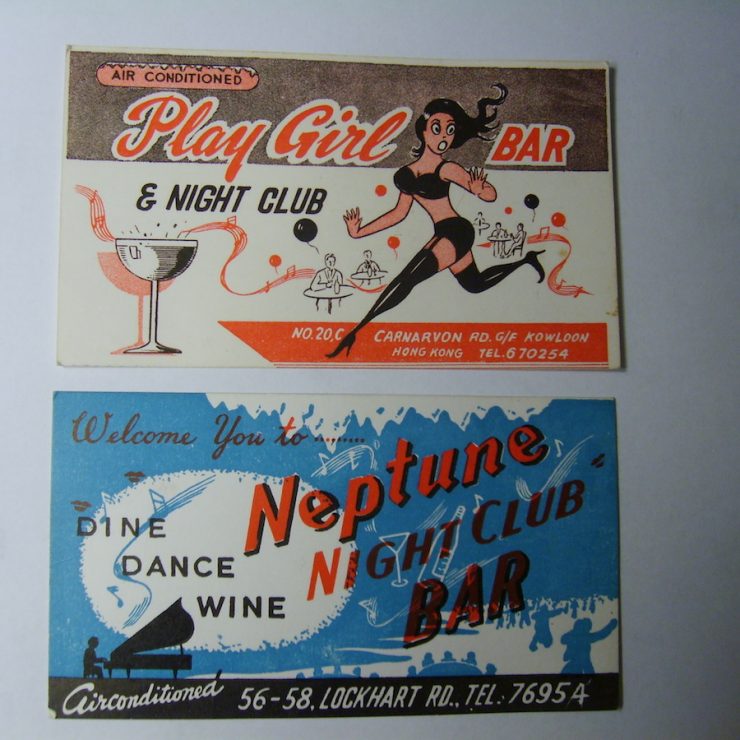 AIR CONDITIONED
Play Girl BAR
& NIGHT CLUB
NO.20,C CARNARVON RD. G/F KOWLOON
HONG KONG TEL.670254
Welcome You to .........
Neptune
NIGHT CLUB
BAR
DINE
DANCE
WINE
Airconditioned 56-58, LOCKHART RD., TEL: 76954